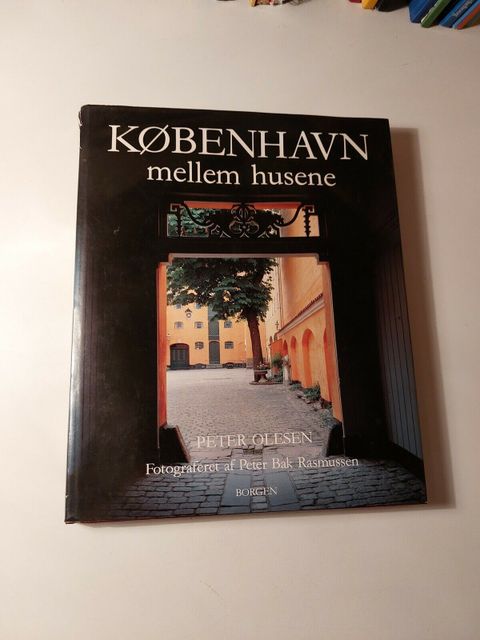 KØBENHAVN
mellem husene
PETER OLESEN
Fotograferet af Peter Bak Rasmussen
BORGEN